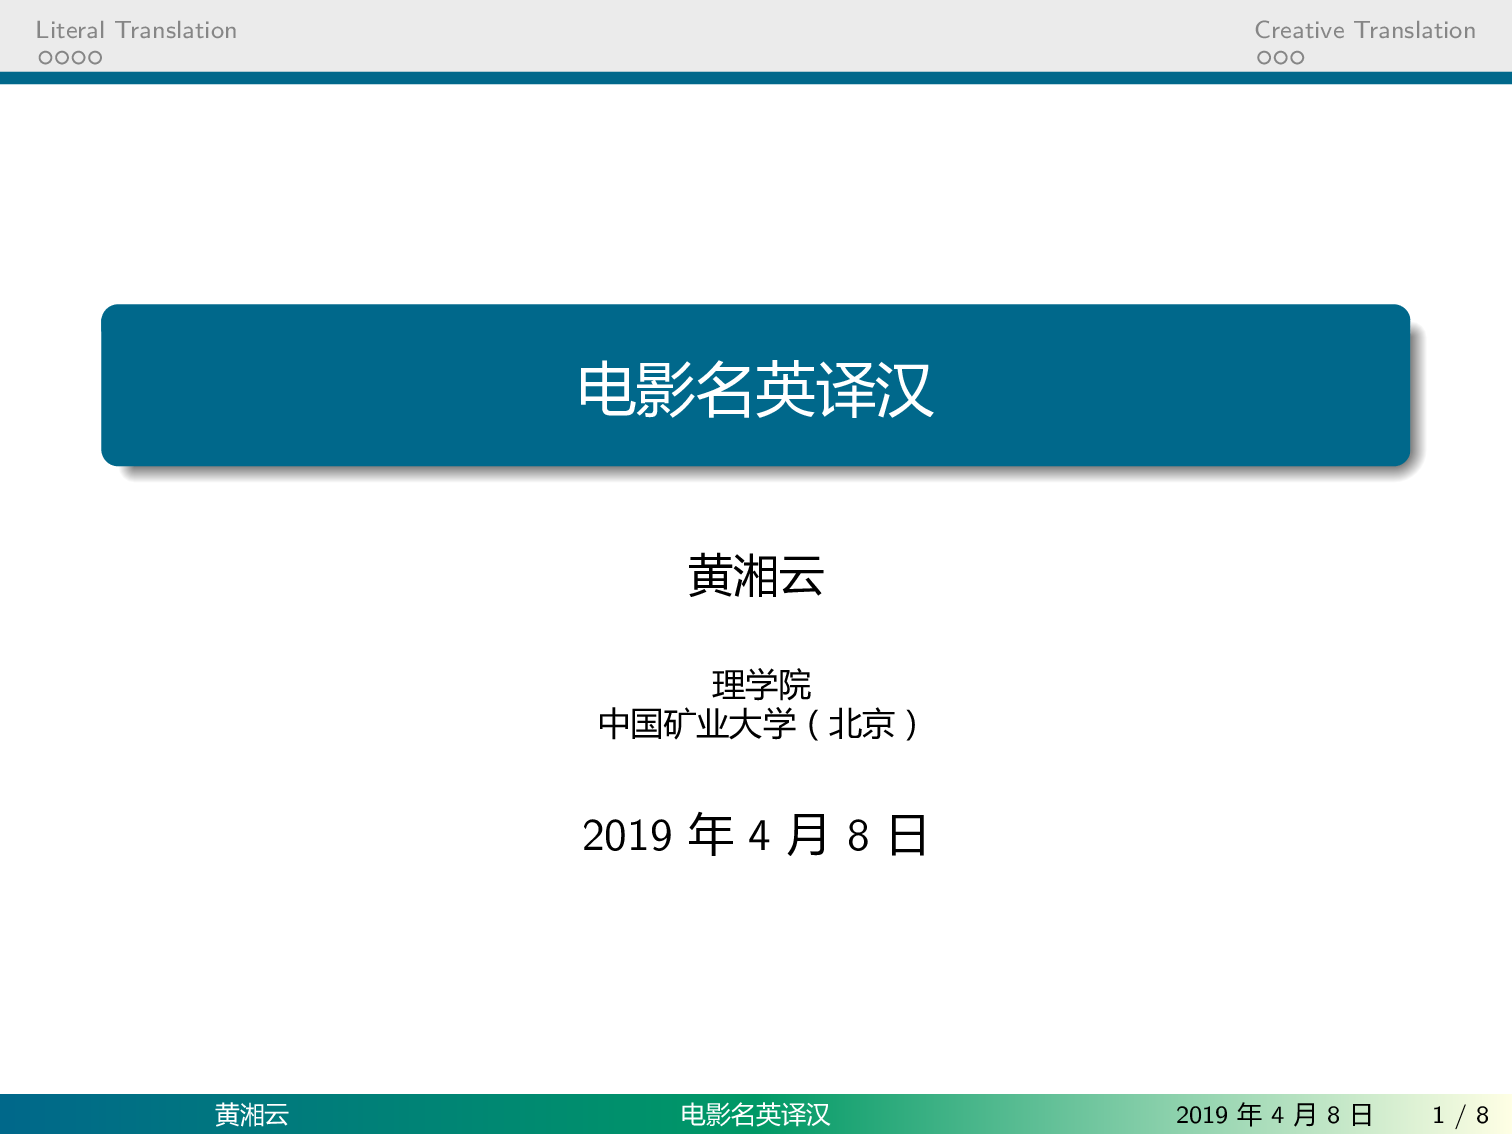 Literal Translation
Creative Translation
电影名英译汉
黄湘云
理学院
中国矿业大学（北京）
2019 年 4 月 8 日
黄湘云
电影名英译汉
2019 年 4 月 8 日
1 / 8